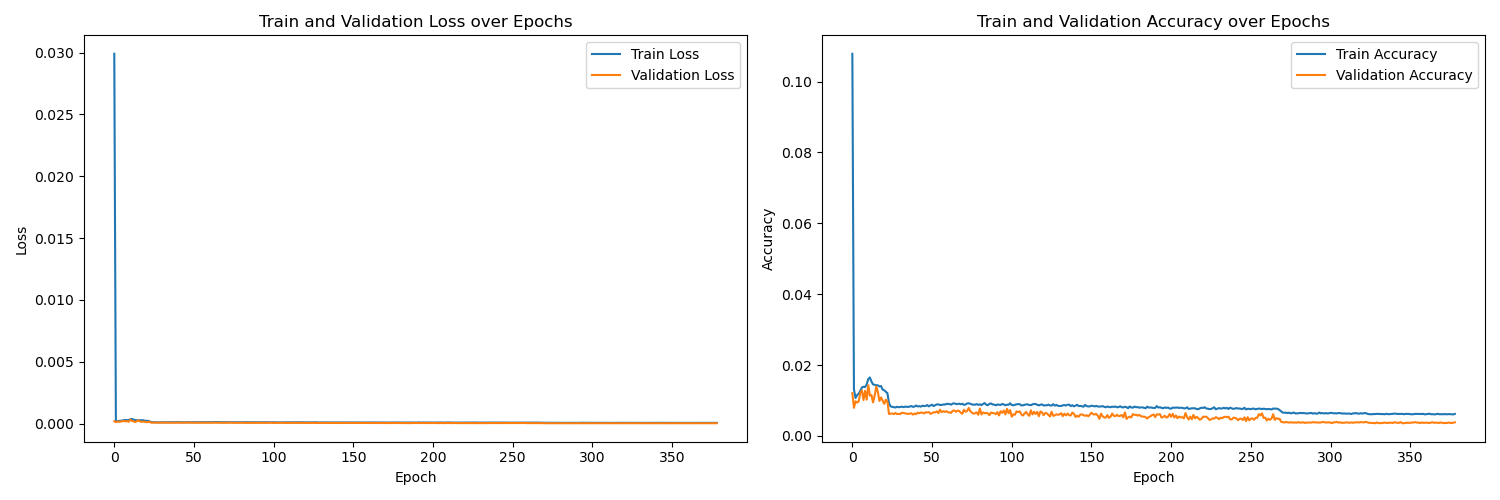 Train and Validation Loss over Epochs
0.030
0.025
0.020
0.015
0.010
0.005
0.000
Loss
Train Loss
Validation Loss
0 50 100 150 200 250 300 350
Epoch
Train and Validation Accuracy over Epochs
0.10
0.08
0.06
0.04
0.02
0.00
Accuracy
Train Accuracy
Validation Accuracy
0 50 100 150 200 250 300 350
Epoch